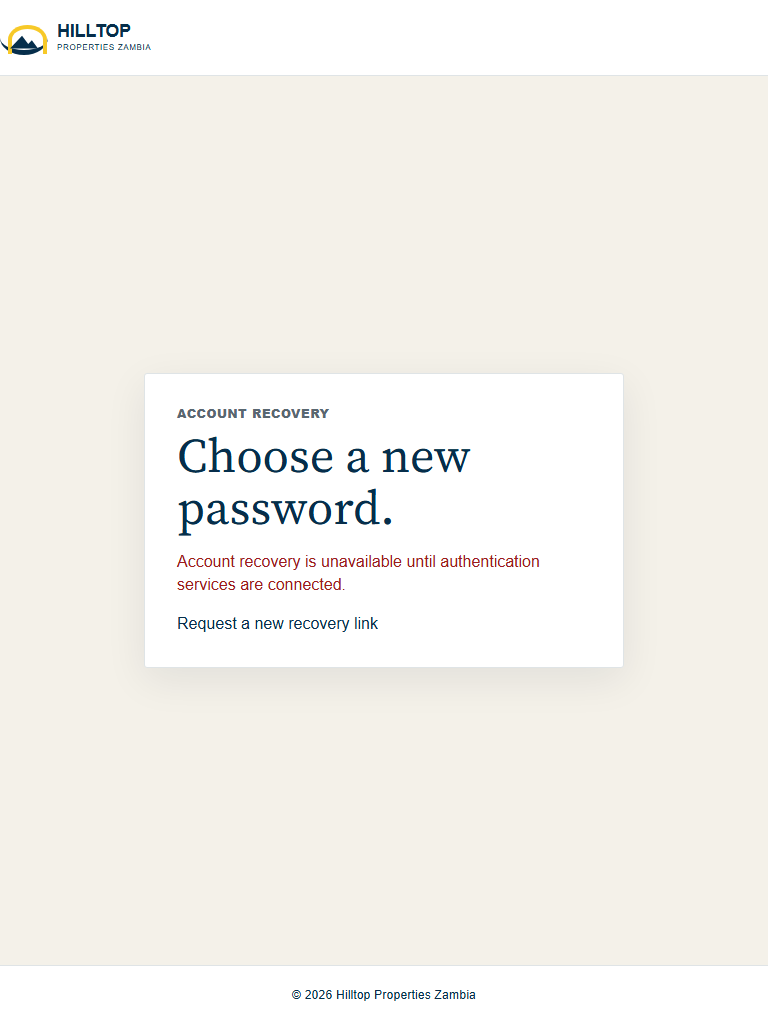 HILLTOP
PROPERTIES ZAMBIA
ACCOUNT RECOVERY
Choose a new
password.
Account recovery is unavailable until authentication
services are connected.
Request a new recovery link
© 2026 Hilltop Properties Zambia